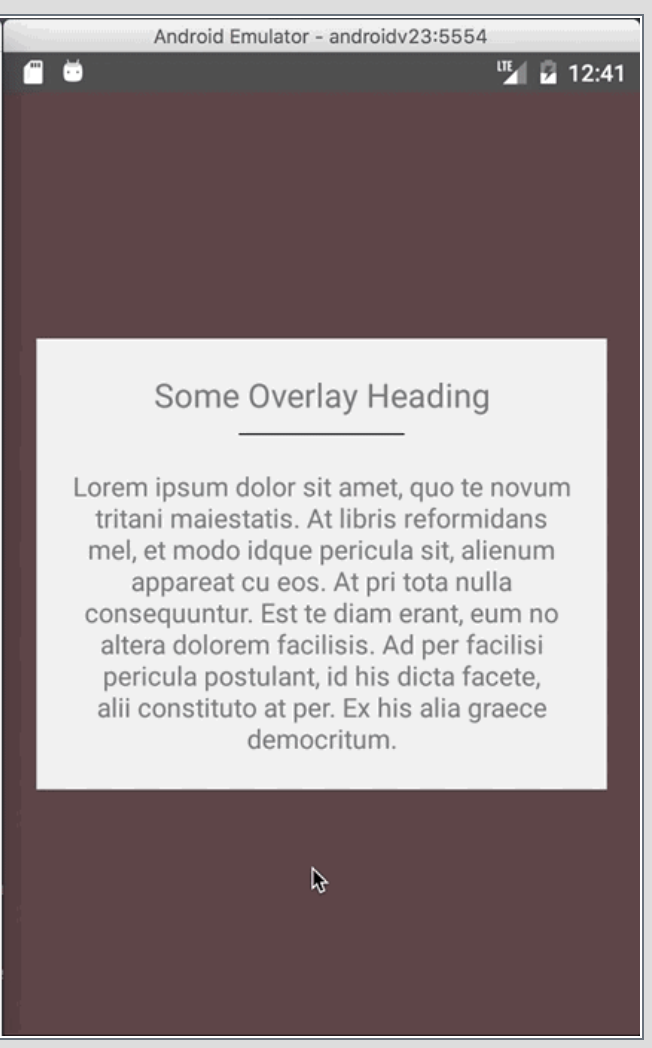 Android Emulator - androidv23:5554
LTE 12:41
Some Overlay Heading
Lorem ipsum dolor sit amet, quo te novum
tritani maiestatis. At libris reformidans
mel, et modo idque pericula sit, alienum
appareat cu eos. At pri tota nulla
consequuntur. Est te diam erant, eum no
altera dolorem facilisis. Ad per facilisi
pericula postulant, id his dicta facete,
alii constituto at per. Ex his alia graece
democritum.